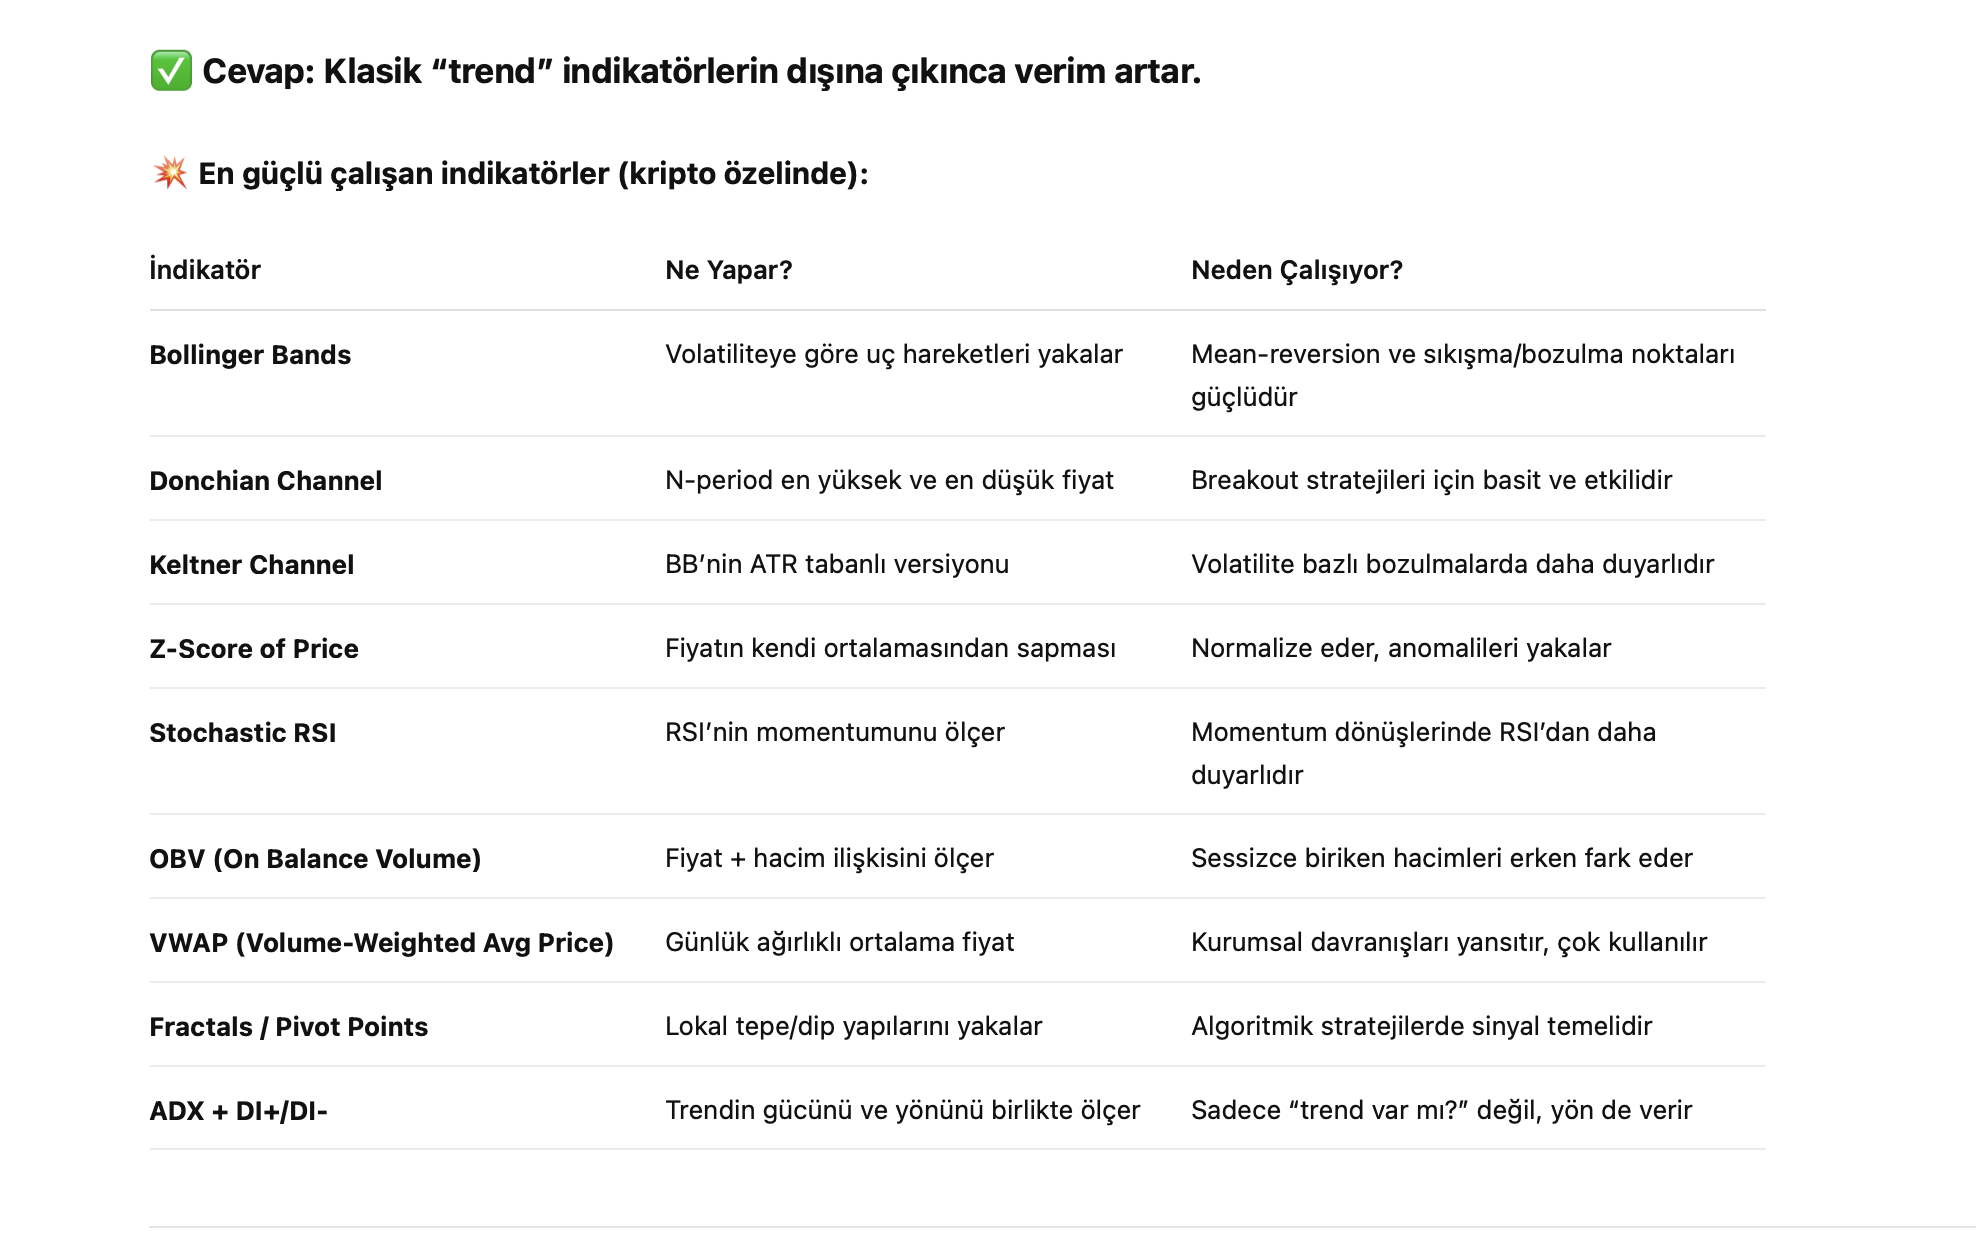 ✅ Cevap: Klasik “trend” indikatörlerin dışına çıkınca verim artar.
💥 En güçlü çalışan indikatörler (kripto özelinde):
İndikatör Ne Yapar? Neden Çalışıyor?
Bollinger Bands Volatiliteye göre uç hareketleri yakalar Mean-reversion ve sıkışma/bozulma noktaları
güçlüdür
Donchian Channel N-period en yüksek ve en düşük fiyat Breakout stratejileri için basit ve etkilidir
Keltner Channel BB’nin ATR tabanlı versiyonu Volatilite bazlı bozulmalarda daha duyarlıdır
Z-Score of Price Fiyatın kendi ortalamasından sapması Normalize eder, anomalileri yakalar
Stochastic RSI RSI’nin momentumunu ölçer Momentum dönüşlerinde RSI’dan daha
duyarlıdır
OBV (On Balance Volume) Fiyat + hacim ilişkisini ölçer Sessizce biriken hacimleri erken fark eder
VWAP (Volume-Weighted Avg Price) Günlük ağırlıklı ortalama fiyat Kurumsal davranışları yansıtır, çok kullanılır
Fractals / Pivot Points Lokal tepe/dip yapılarını yakalar Algoritmik stratejilerde sinyal temelidir
ADX + DI+/DI- Trendin gücünü ve yönünü birlikte ölçer Sadece “trend var mı?” değil, yön de verir